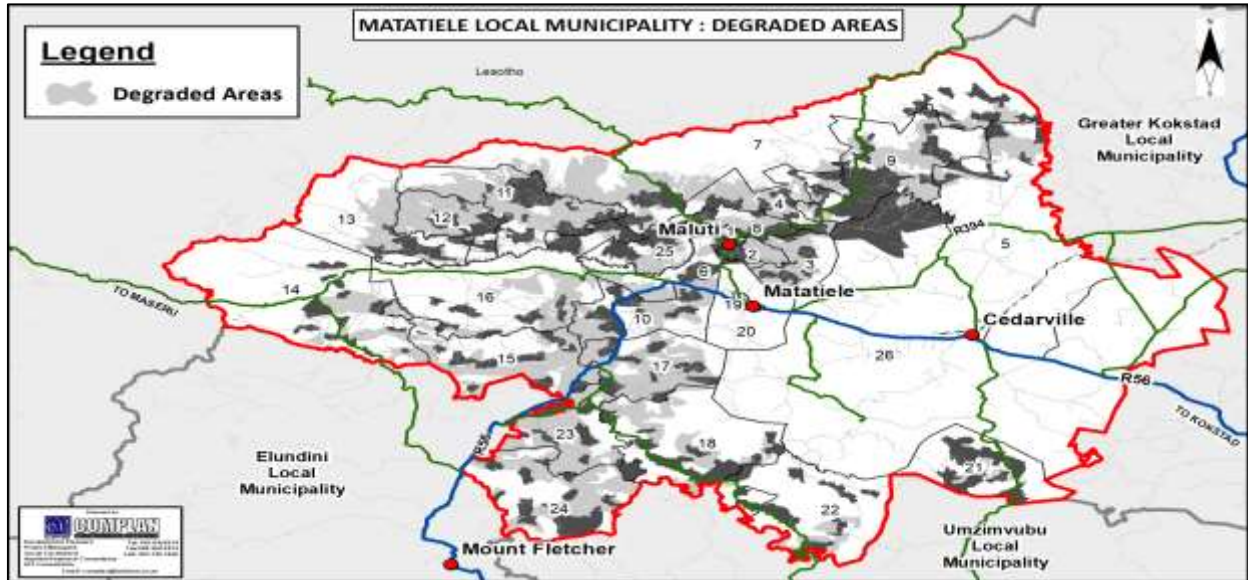 MATATIELE LOCAL MUNICIPALITY : DEGRADED AREAS
Legend
Degraded Areas
Lesotho
Greater Kokstad
Local
Municipality
7
9
11
4
12
13
Maluti
8
5
R394
25
2
3
6
14
TO MASERU
16
Matatiele
19
10
20
Cedarville
15
26
17
R56
TO KOKSTAD
23
18
R56
Elundini
Local
Municipality
21
24
22
Umzimvubu
Local
Municipality
Mount Fletcher
COMPLAN